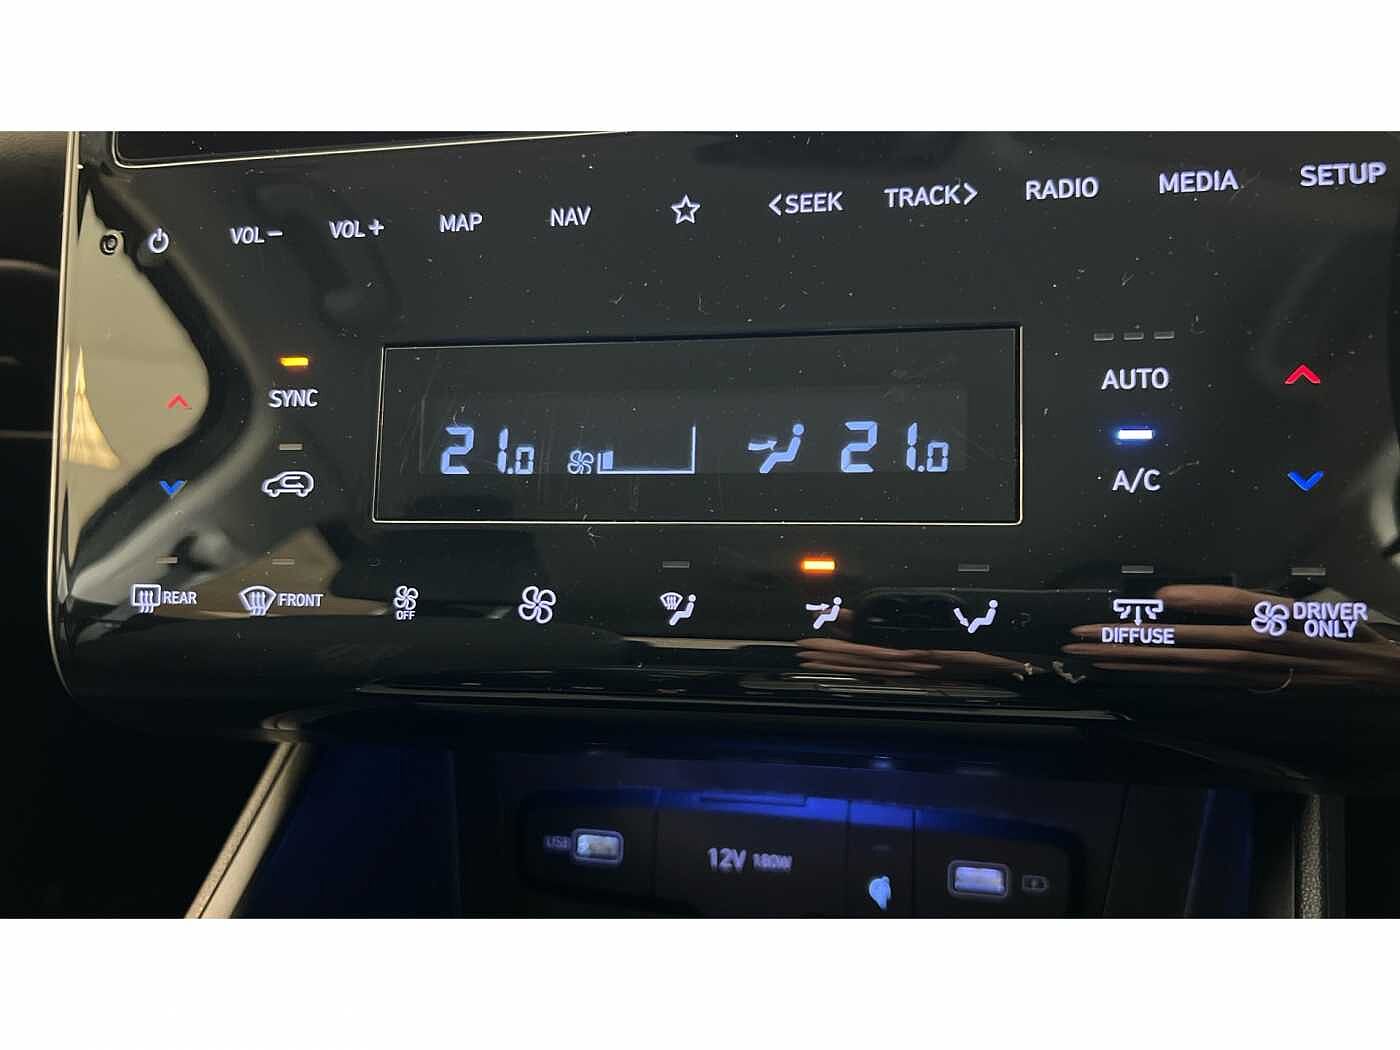 VOL− VOL+ MAP NAV <SEEK TRACK> RADIO MEDIA SETUP
SYNC
AUTO
21.0 21.0
A/C
REAR FRONT OFF DIFFUSE DRIVER
ONLY
USB 12V 180W